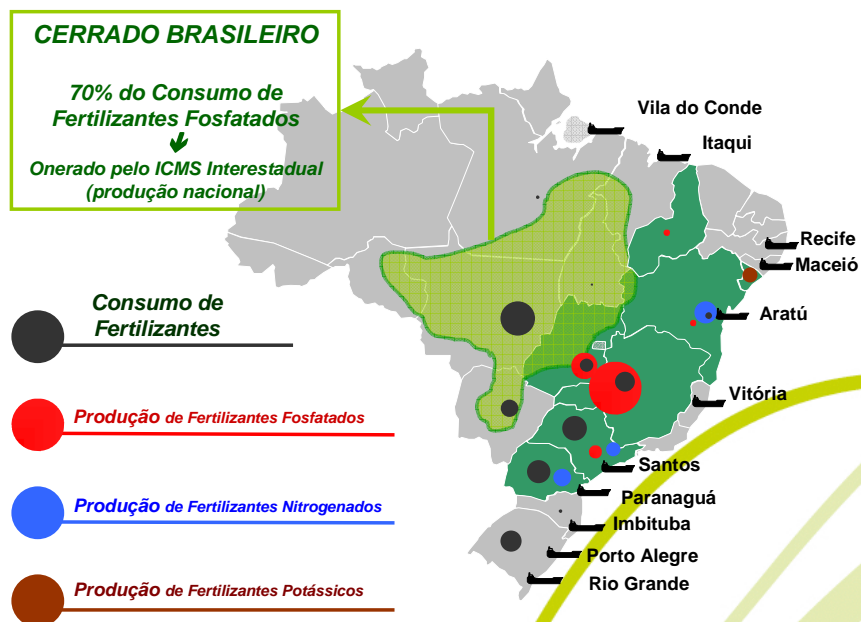 CERRADO BRASILEIRO
70% do Consumo de
Fertilizantes Fosfatados
Onerado pelo ICMS Interestadual
(produção nacional)
Vila do Conde
Itaqui
Recife
Maceió
Aratú
Vitória
Santos
Paranaguá
Imbituba
Porto Alegre
Rio Grande
Consumo de
Fertilizantes
Produção de Fertilizantes Fosfatados
Produção de Fertilizantes Nitrogenados
Produção de Fertilizantes Potássicos